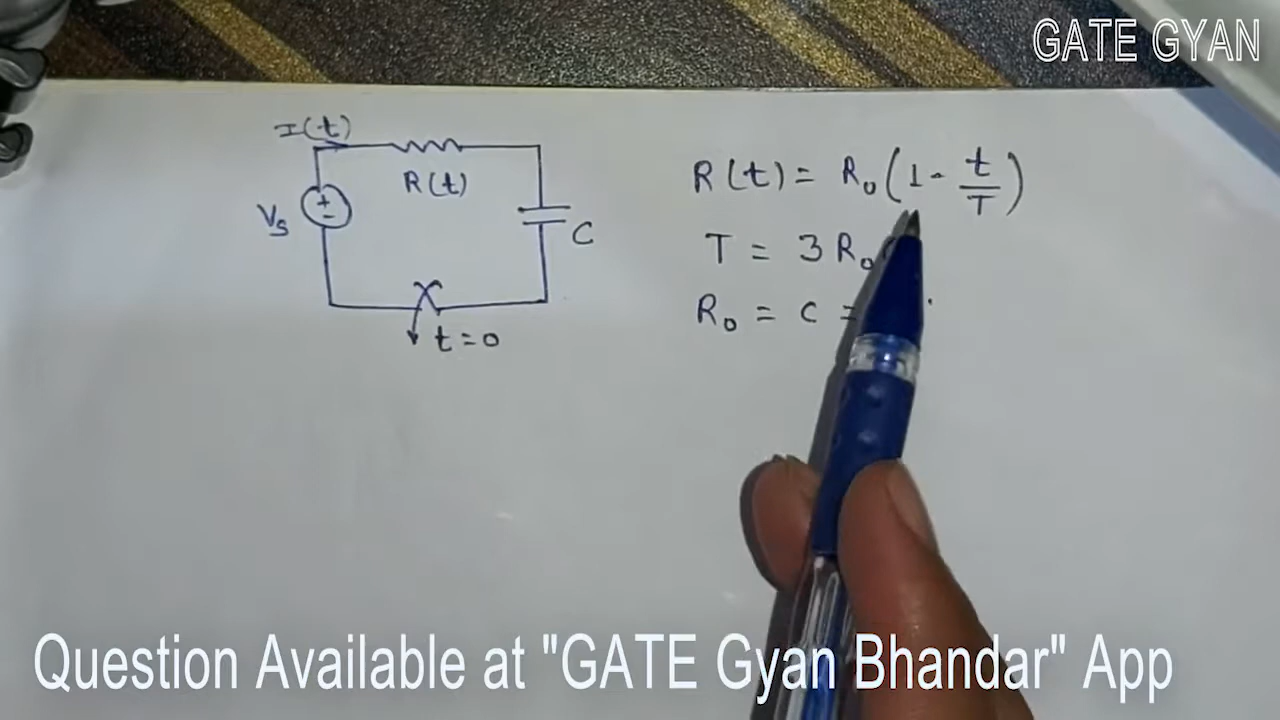 GATE GYAN
I(t)
R(t)
Vs
C
t=0
R(t) = R₀(1 - t/T)
T = 3 R₀
R₀ = C =
Question Available at "GATE Gyan Bhandar" App